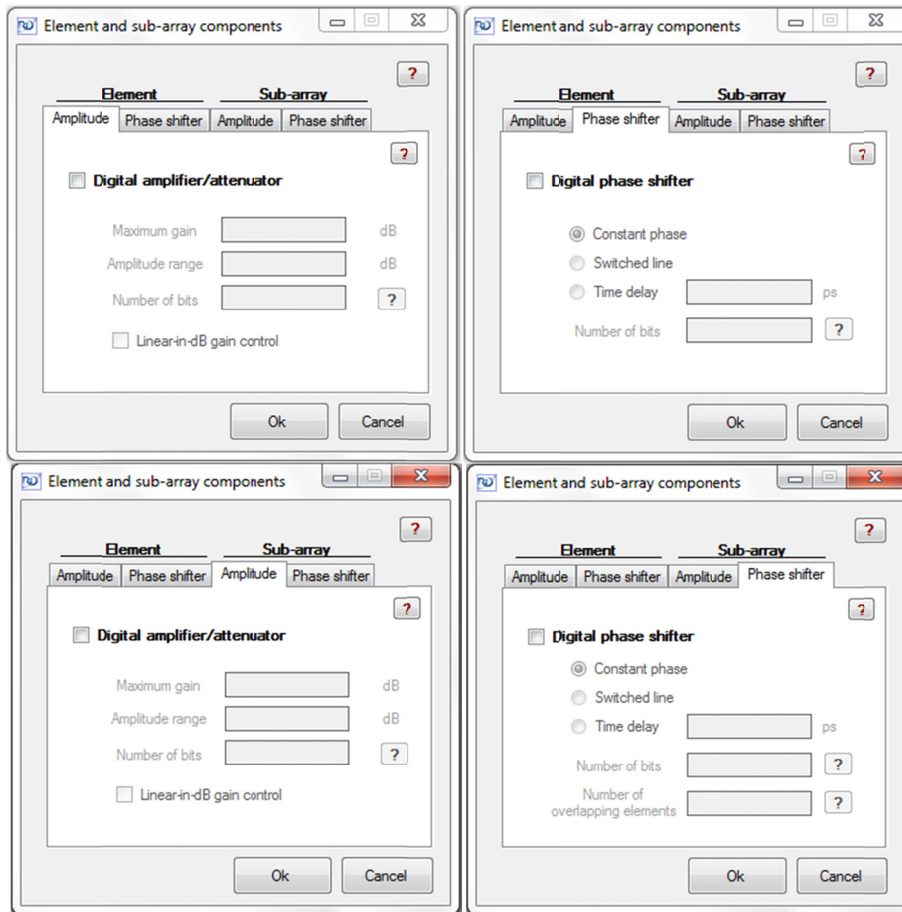 Element and sub-array components
?
Element Sub-array
Amplitude Phase shifter Amplitude Phase shifter
?
Digital amplifier/attenuator
Maximum gain dB
Amplitude range dB
Number of bits ?
Linear-in-dB gain control
Ok Cancel
Element and sub-array components
?
Element Sub-array
Amplitude Phase shifter Amplitude Phase shifter
?
Digital phase shifter
Constant phase
Switched line
Time delay ps
Number of bits ?
Ok Cancel
Element and sub-array components
?
Element Sub-array
Amplitude Phase shifter Amplitude Phase shifter
?
Digital amplifier/attenuator
Maximum gain dB
Amplitude range dB
Number of bits ?
Linear-in-dB gain control
Ok Cancel
Element and sub-array components
?
Element Sub-array
Amplitude Phase shifter Amplitude Phase shifter
?
Digital phase shifter
Constant phase
Switched line
Time delay ps
Number of bits ?
Number of
overlapping elements ?
Ok Cancel